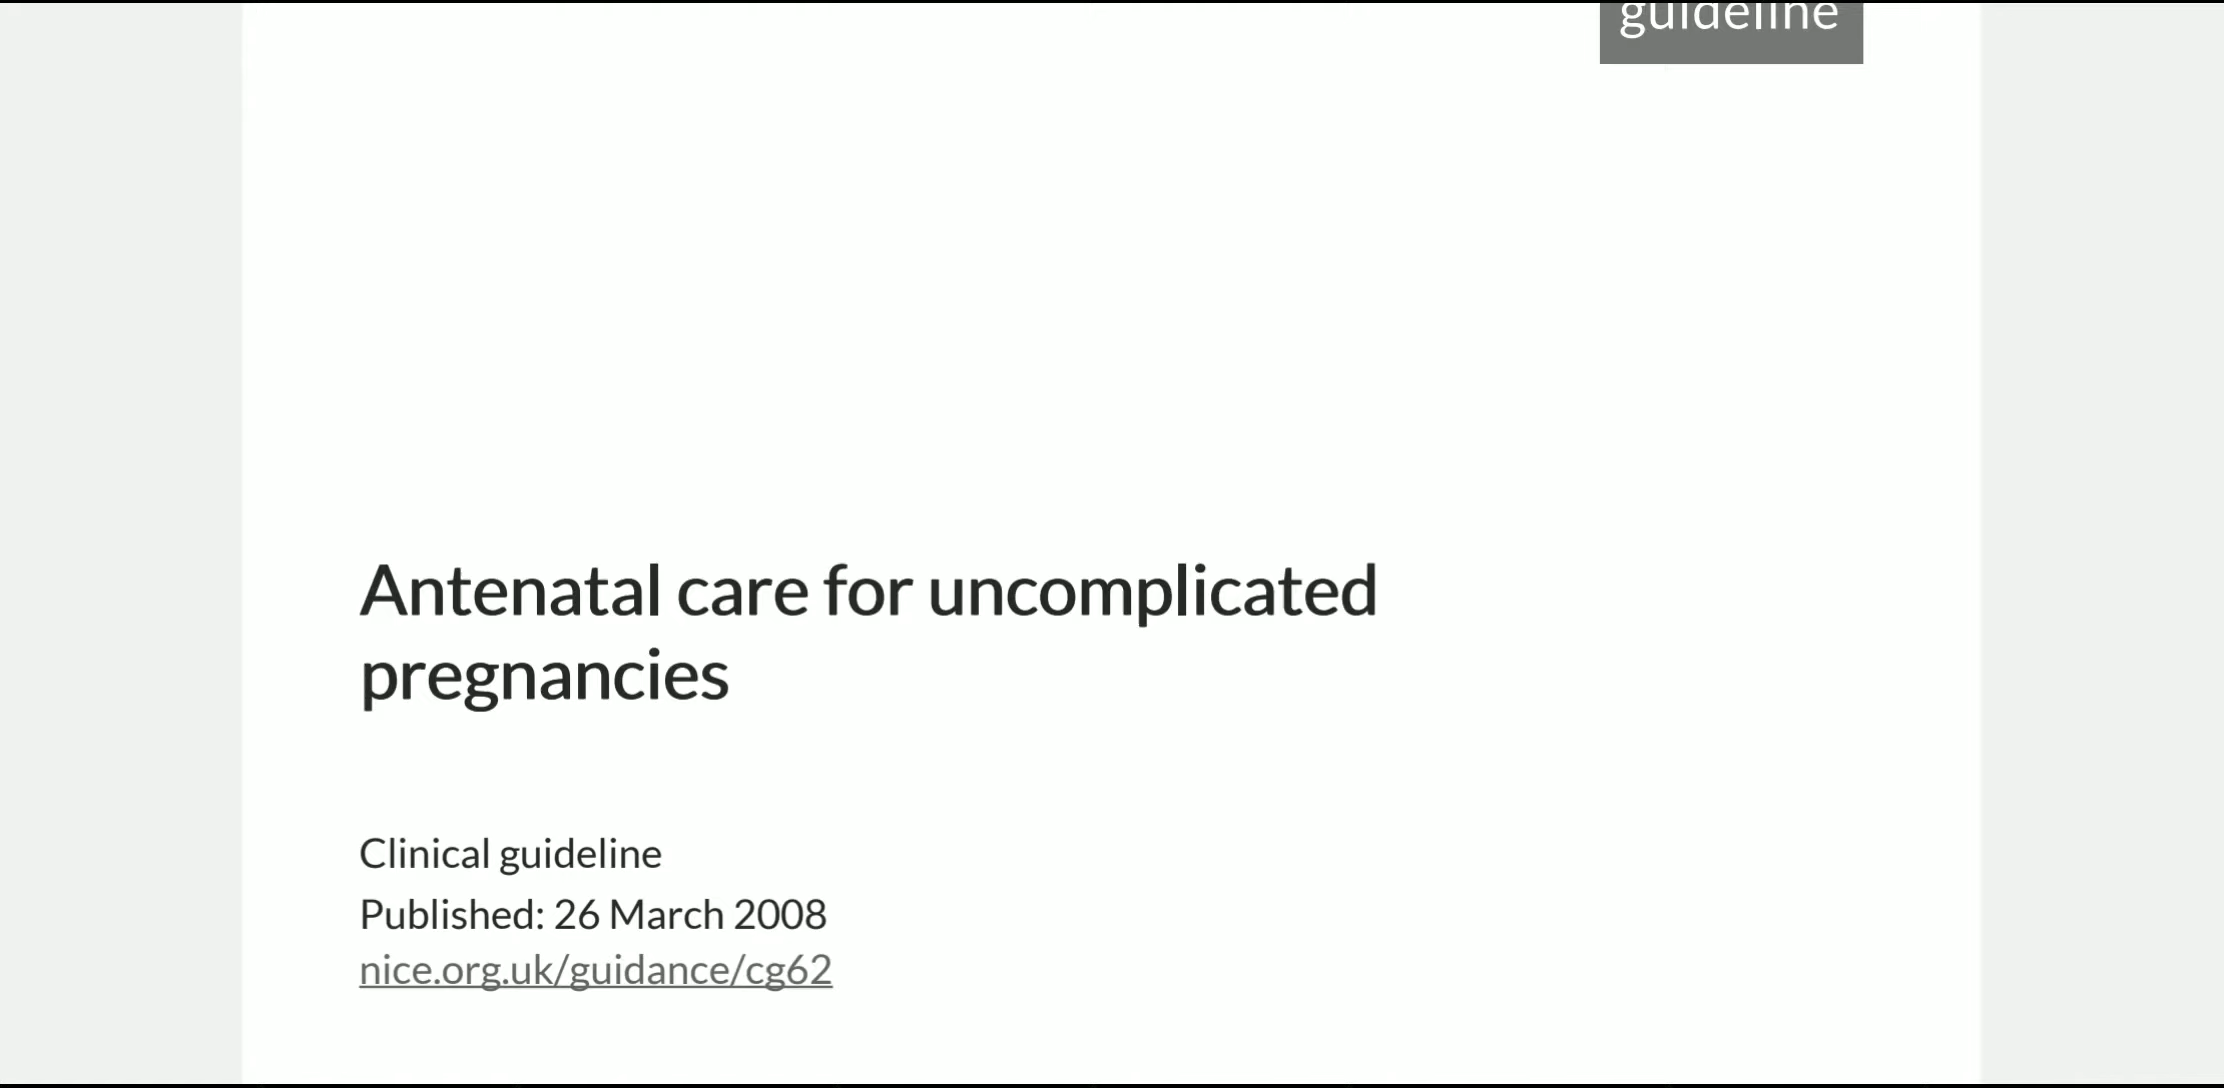 guideline
Antenatal care for uncomplicated
pregnancies
Clinical guideline
Published: 26 March 2008
nice.org.uk/guidance/cg62